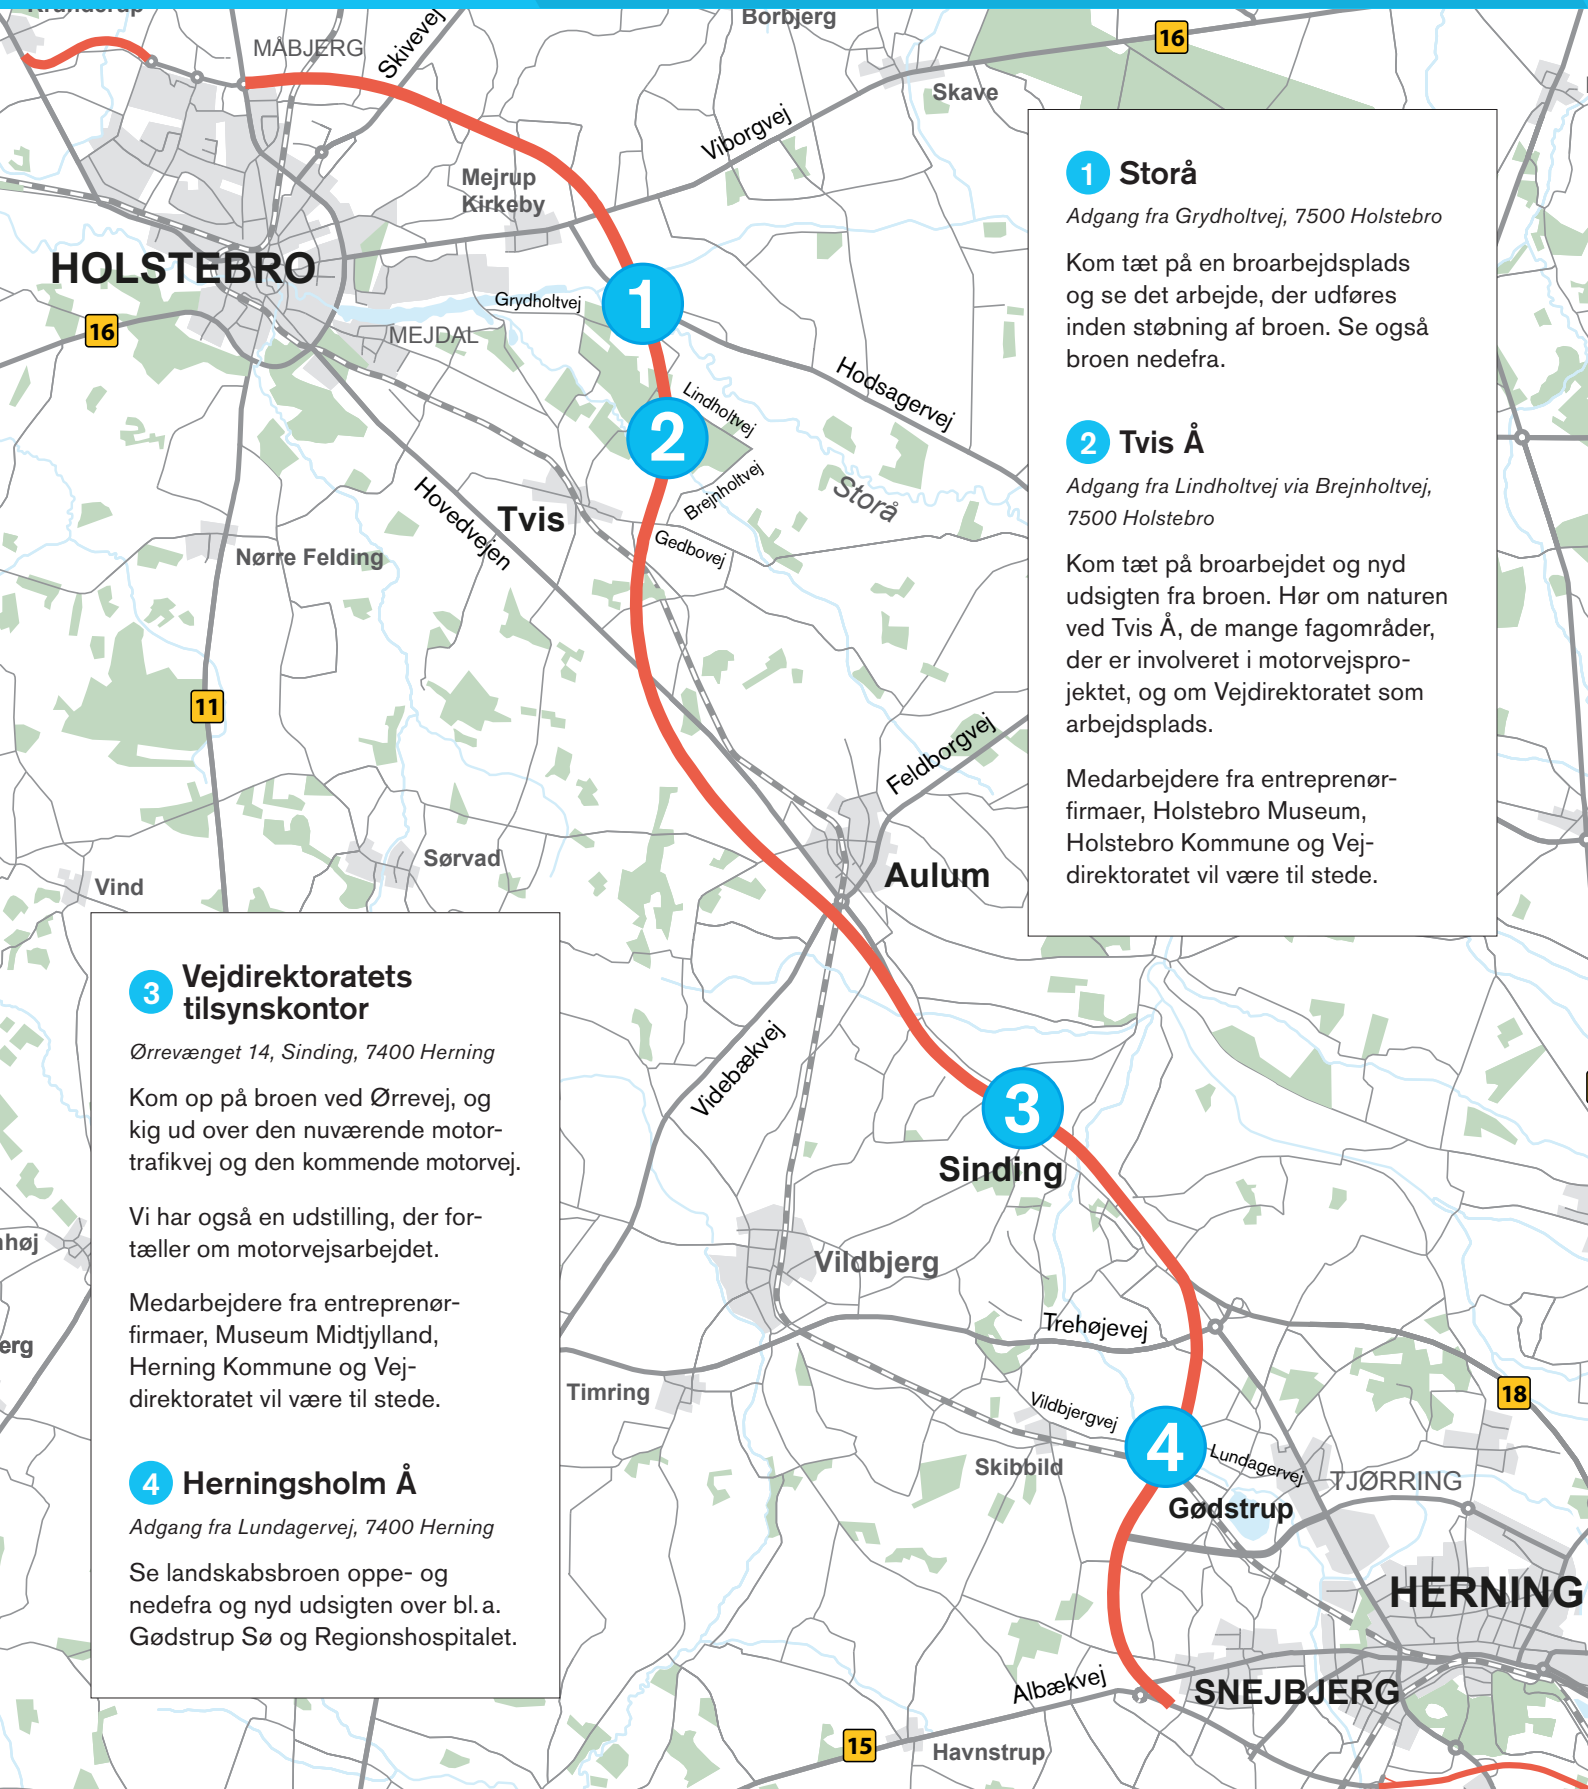 Borbjerg
MÅBJERG
Skivevej
16
Skave
Viborgvej
Mejrup
Kirkeby
HOLSTEBRO
16
Grydholtvej
1
MEJDAL
Hodsagervej
Lindholtvej
2
Brejnholtvej
Storå
Hovedvejen
Tvis
Gedbovej
Nørre Felding
11
Feldborgvej
Sørvad
Aulum
Vind
1 Storå
Adgang fra Grydholtvej, 7500 Holstebro
Kom tæt på en broarbejdsplads
og se det arbejde, der udføres
inden støbning af broen. Se også
broen nedefra.
2 Tvis Å
Adgang fra Lindholtvej via Brejnholtvej,
7500 Holstebro
Kom tæt på broarbejdet og nyd
udsigten fra broen. Hør om naturen
ved Tvis Å, de mange fagområder,
der er involveret i motorvejspro-
jektet, og om Vejdirektoratet som
arbejdsplads.
Medarbejdere fra entreprenør-
firmaer, Holstebro Museum,
Holstebro Kommune og Vej-
direktoratet vil være til stede.
3 Vejdirektoratets
tilsynskontor
Ørrevænget 14, Sinding, 7400 Herning
Kom op på broen ved Ørrevej, og
kig ud over den nuværende motor-
trafikvej og den kommende motorvej.
Vi har også en udstilling, der for-
tæller om motorvejsarbejdet.
Medarbejdere fra entreprenør-
firmaer, Museum Midtjylland,
Herning Kommune og Vej-
direktoratet vil være til stede.
4 Herningsholm Å
Adgang fra Lundagervej, 7400 Herning
Se landskabsbroen oppe- og
nedefra og nyd udsigten over bl. a.
Gødstrup Sø og Regionshospitalet.
Videbækvej
3
Sinding
høj
Vildbjerg
Trehøjevej
erg
Timring
18
Vildbjergvej
4
Lundagervej
Skibbild
TJØRRING
Gødstrup
HERNING
Albækvej
SNEJBJERG
15
Havnstrup